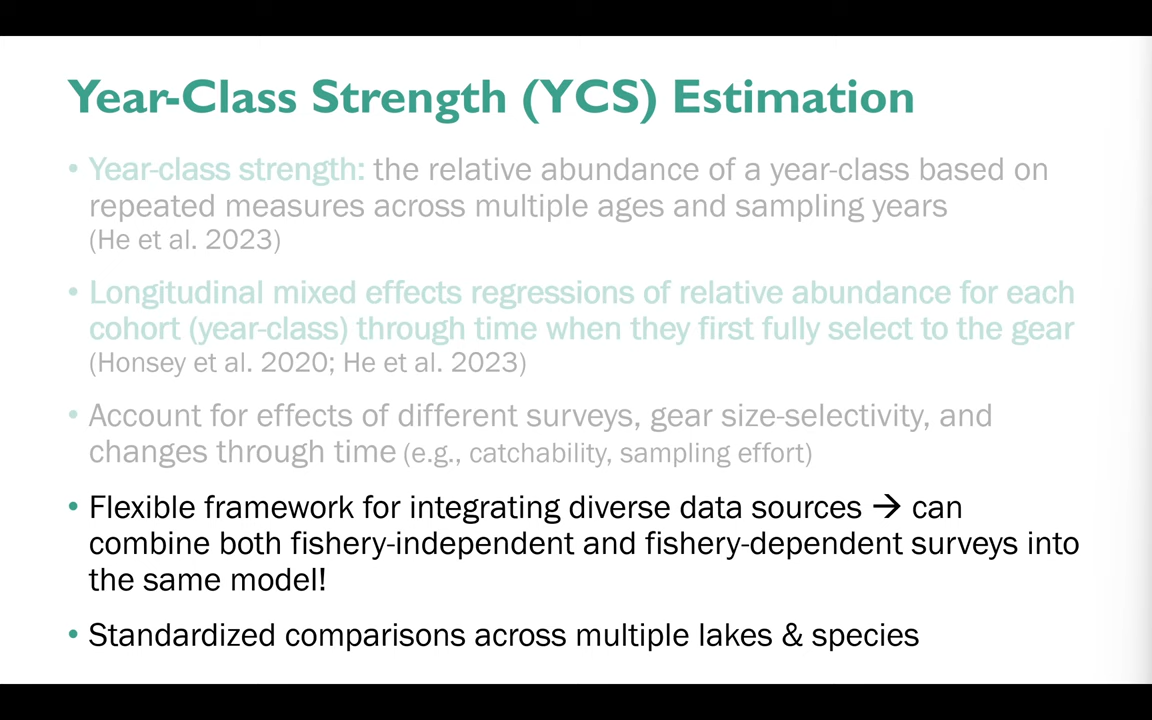 Year-Class Strength (YCS) Estimation
• Year-class strength: the relative abundance of a year-class based on
repeated measures across multiple ages and sampling years
(He et al. 2023)
• Longitudinal mixed effects regressions of relative abundance for each
cohort (year-class) through time when they first fully select to the gear
(Honsey et al. 2020; He et al. 2023)
• Account for effects of different surveys, gear size-selectivity, and
changes through time (e.g., catchability, sampling effort)
• Flexible framework for integrating diverse data sources → can
combine both fishery-independent and fishery-dependent surveys into
the same model!
• Standardized comparisons across multiple lakes & species